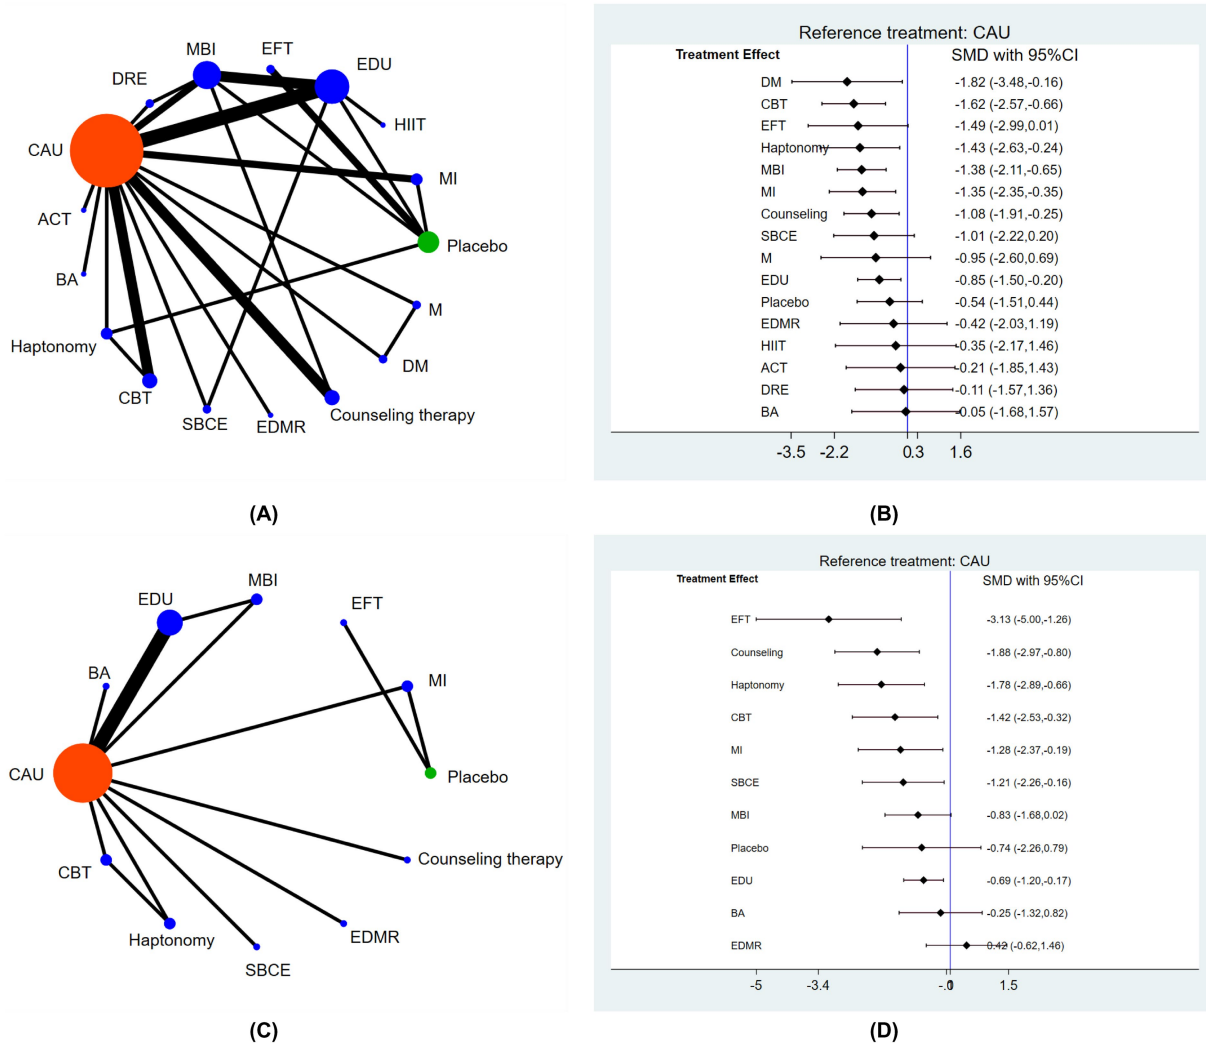 MBI
EFT
EDU
DRE
HIIT
CAU
MI
ACT
Placebo
BA
M
Haptonomy
DM
CBT
SBCE
EDMR
Counseling therapy
(A)
Reference treatment: CAU
Treatment Effect SMD with 95%CI
DM -1.82 (-3.48,-0.16)
CBT -1.62 (-2.57,-0.66)
EFT -1.49 (-2.99,0.01)
Haptonomy -1.43 (-2.63,-0.24)
MBI -1.38 (-2.11,-0.65)
MI -1.35 (-2.35,-0.35)
Counseling -1.08 (-1.91,-0.25)
SBCE -1.01 (-2.22,0.20)
M -0.95 (-2.60,0.69)
EDU -0.85 (-1.50,-0.20)
Placebo -0.54 (-1.51,0.44)
EDMR -0.42 (-2.03,1.19)
HIIT -0.35 (-2.17,1.46)
ACT -0.21 (-1.85,1.43)
DRE -0.11 (-1.57,1.36)
BA -0.05 (-1.68,1.57)
-3.5 -2.2 0.3 1.6
(B)
MBI
EDU
EFT
BA
MI
CAU
Placebo
CBT
Counseling therapy
Haptonomy
EDMR
SBCE
(C)
Reference treatment: CAU
Treatment Effect SMD with 95%CI
EFT -3.13 (-5.00,-1.26)
Counseling -1.88 (-2.97,-0.80)
Haptonomy -1.78 (-2.89,-0.66)
CBT -1.42 (-2.53,-0.32)
MI -1.28 (-2.37,-0.19)
SBCE -1.21 (-2.26,-0.16)
MBI -0.83 (-1.68,0.02)
Placebo -0.74 (-2.26,0.79)
EDU -0.69 (-1.20,-0.17)
BA -0.25 (-1.32,0.82)
EDMR 0.42 (-0.62,1.46)
-5 -3.4 1.5
(D)